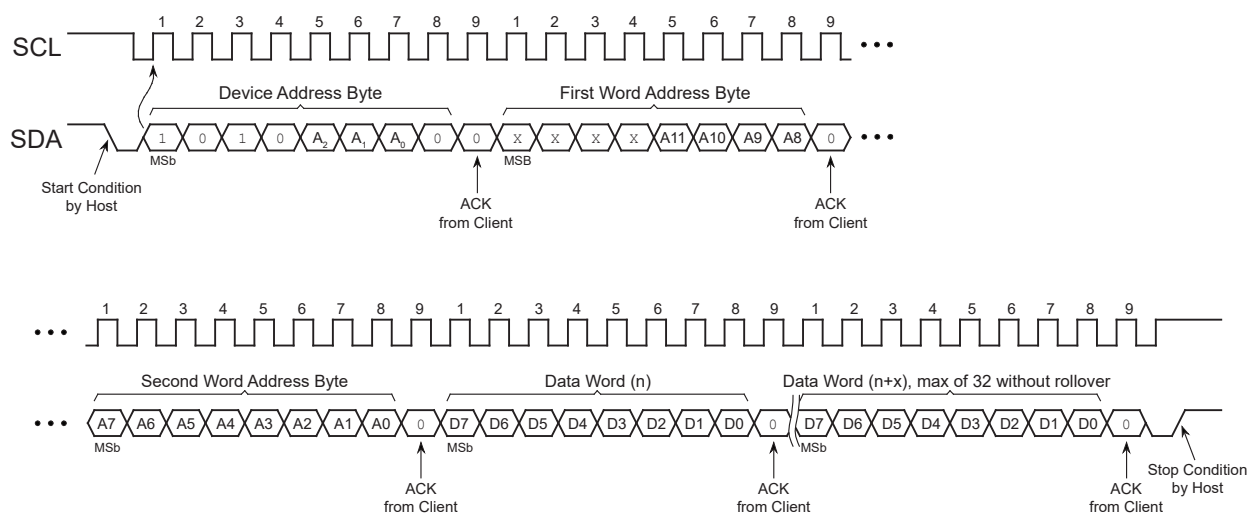 1 2 3 4 5 6 7 8 9 1 2 3 4 5 6 7 8 9
SCL
Device Address Byte First Word Address Byte
SDA 1 0 1 0 A2 A1 A0 0 0 X X X X A11 A10 A9 A8 0
MSb MSB
Start Condition
by Host
ACK
from Client
ACK
from Client
1 2 3 4 5 6 7 8 9 1 2 3 4 5 6 7 8 9 1 2 3 4 5 6 7 8 9
Second Word Address Byte Data Word (n) Data Word (n+x), max of 32 without rollover
A7 A6 A5 A4 A3 A2 A1 A0 0 D7 D6 D5 D4 D3 D2 D1 D0 0 D7 D6 D5 D4 D3 D2 D1 D0 0
MSb MSb MSb
ACK
from Client
ACK
from Client
ACK
from Client
Stop Condition
by Host